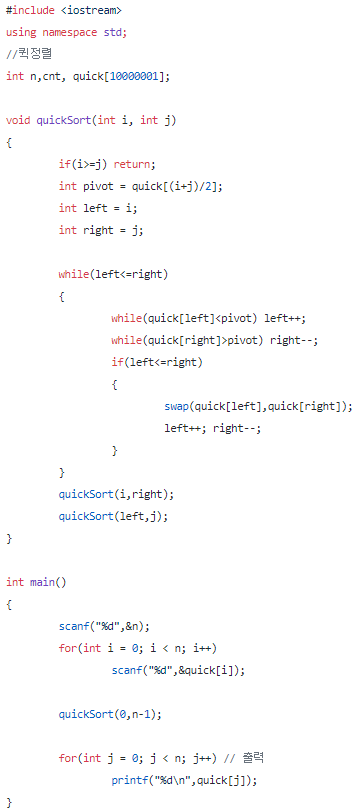 #include <iostream>
using namespace std;
//퀵정렬
int n,cnt, quick[10000001];
void quickSort(int i, int j)
{
if(i>=j) return;
int pivot = quick[(i+j)/2];
int left = i;
int right = j;
while(left<=right)
{
while(quick[left]<pivot) left++;
while(quick[right]>pivot) right--;
if(left<=right)
{
swap(quick[left],quick[right]);
left++; right--;
}
}
quickSort(i,right);
quickSort(left,j);
}
int main()
{
scanf("%d",&n);
for(int i = 0; i < n; i++)
scanf("%d",&quick[i]);
quickSort(0,n-1);
for(int j = 0; j < n; j++) // 출력
printf("%d\n",quick[j]);
}